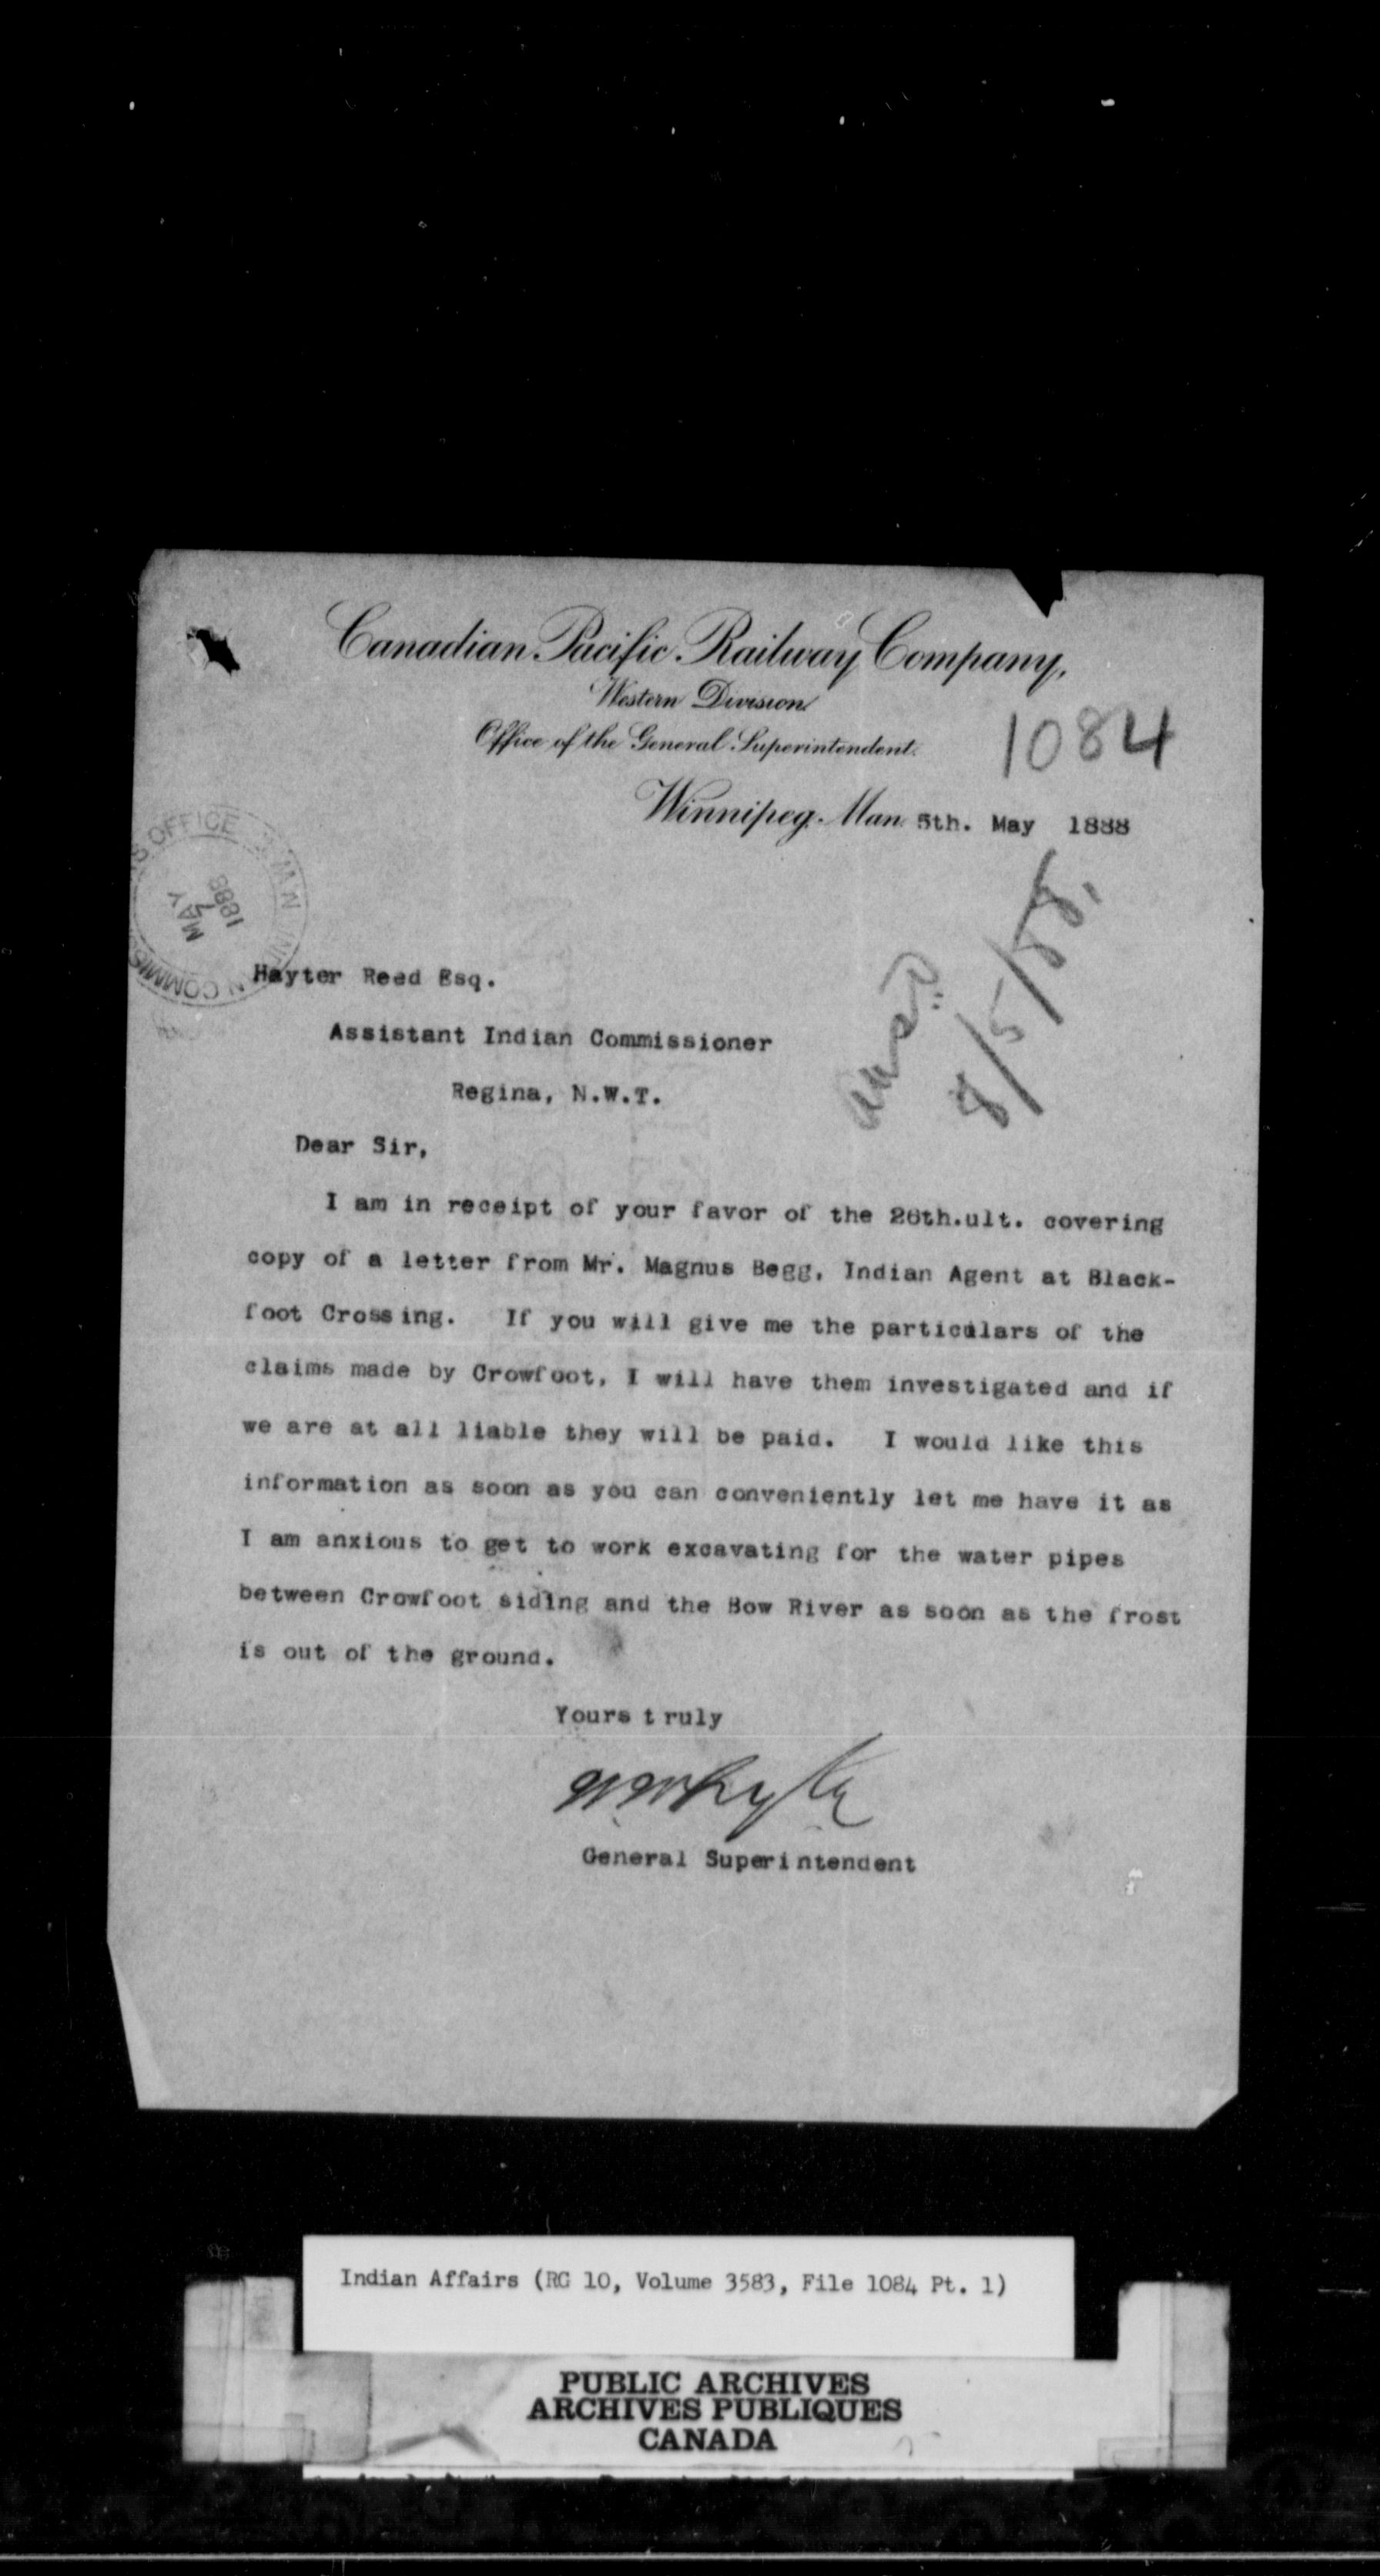 Canadian Pacific Railway Company,
Western Division
Office of the General Superintendent.
1084
Winnipeg, Man. 5th. May 1888
S OFFICE
MAY
7
1888
COMMIS
Hayter Reed Esq.
Assistant Indian Commissioner
Regina, N.W.T.
ansd
8/5/88.
Dear Sir,
I am in receipt of your favor of the 26th.ult. covering
copy of a letter from Mr. Magnus Begg, Indian Agent at Black-
foot Crossing. If you will give me the particulars of the
claims made by Crowfoot, I will have them investigated and if
we are at all liable they will be paid. I would like this
information as soon as you can conveniently let me have it as
I am anxious to get to work excavating for the water pipes
between Crowfoot siding and the Bow River as soon as the frost
is out of the ground.
Yours truly
W Whyte
General Superintendent
Indian Affairs (RG 10, Volume 3583, File 1084 Pt. 1)
PUBLIC ARCHIVES
ARCHIVES PUBLIQUES
CANADA